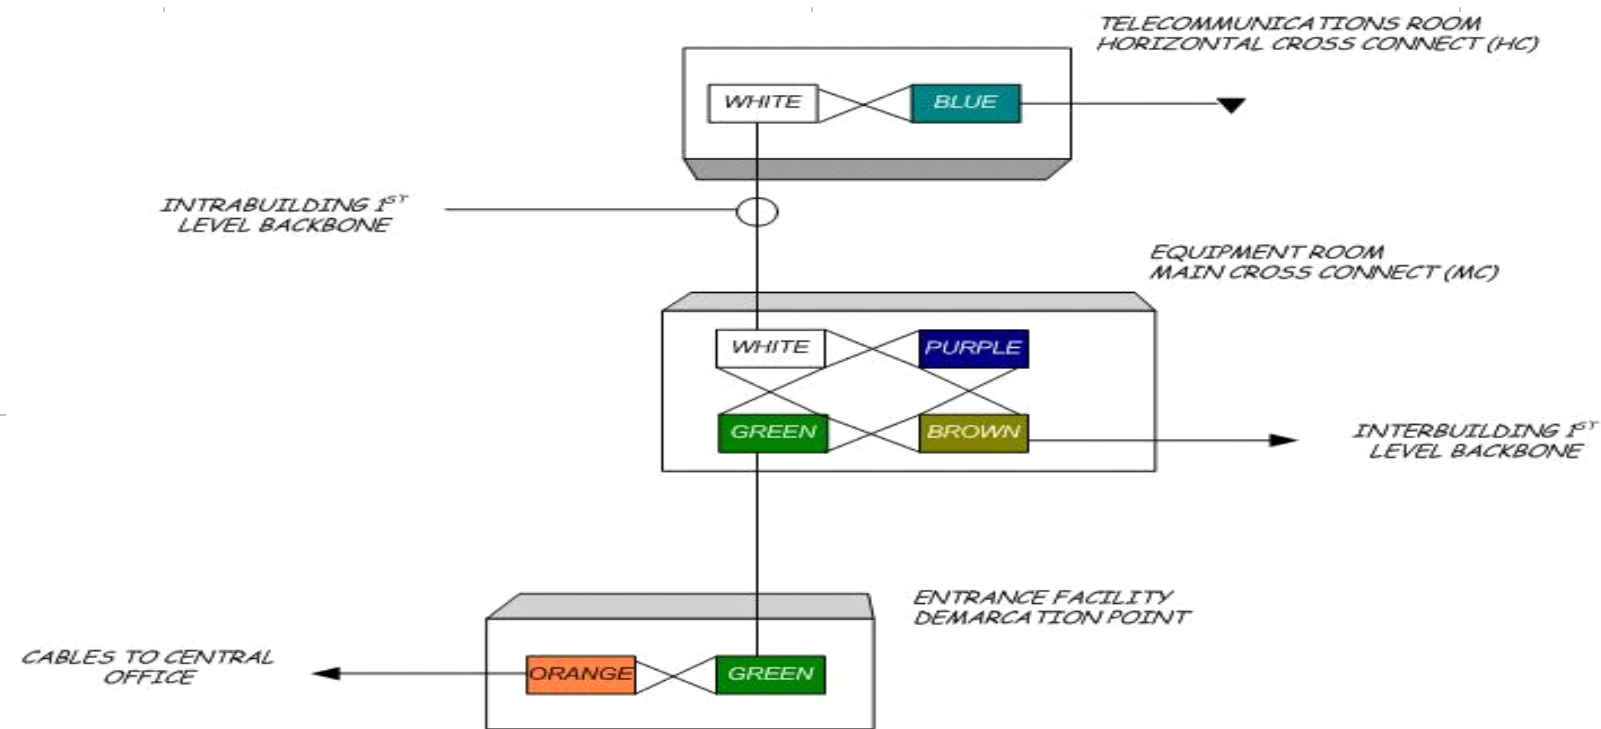 TELECOMMUNICATIONS ROOM
HORIZONTAL CROSS CONNECT (HC)
WHITE
BLUE
INTRABUILDING 1ST
LEVEL BACKBONE
EQUIPMENT ROOM
MAIN CROSS CONNECT (MC)
WHITE
PURPLE
GREEN
BROWN
INTERBUILDING 1ST
LEVEL BACKBONE
ENTRANCE FACILITY
DEMARCATION POINT
CABLES TO CENTRAL
OFFICE
ORANGE
GREEN